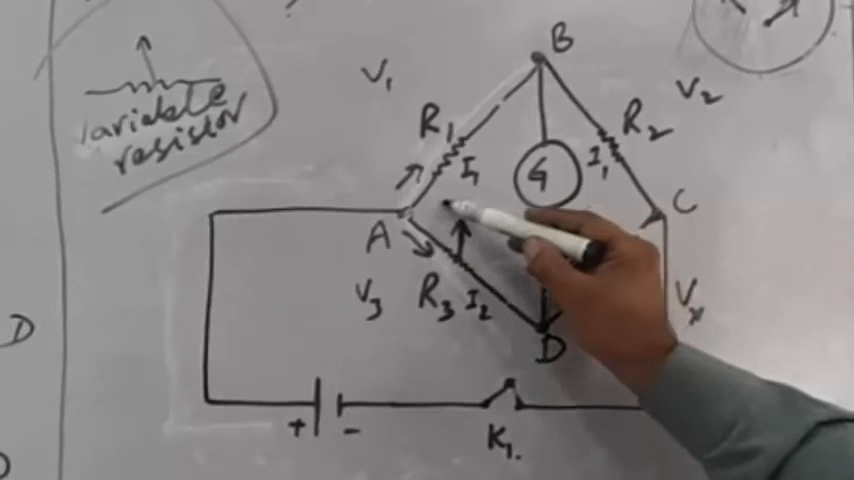 variable
resistor
V1
B
V2
R1
R2
I1
G
I1
A
C
V3
R3
I2
Vx
D
D
+
-
K1.